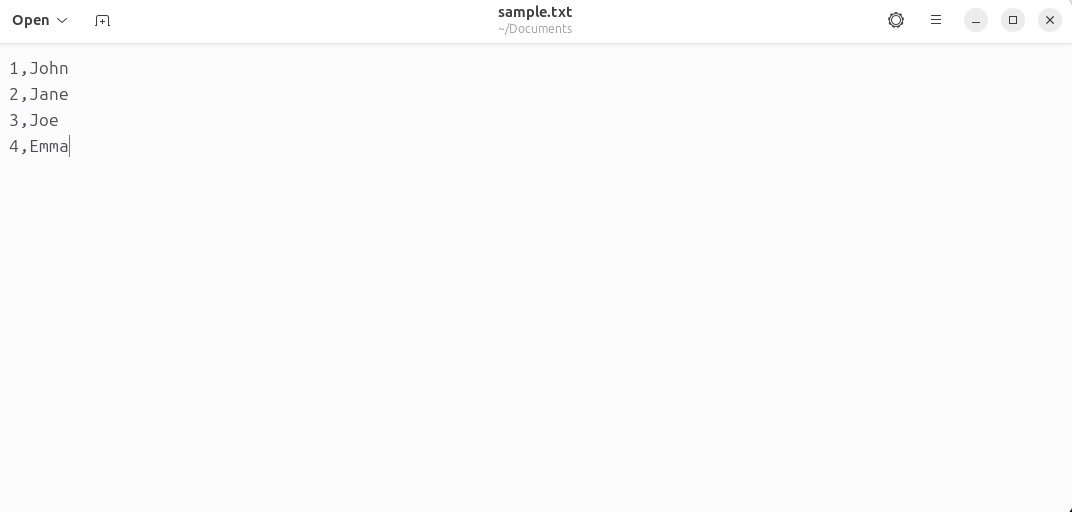 Open
sample.txt
~/Documents
1,John
2,Jane
3,Joe
4,Emma